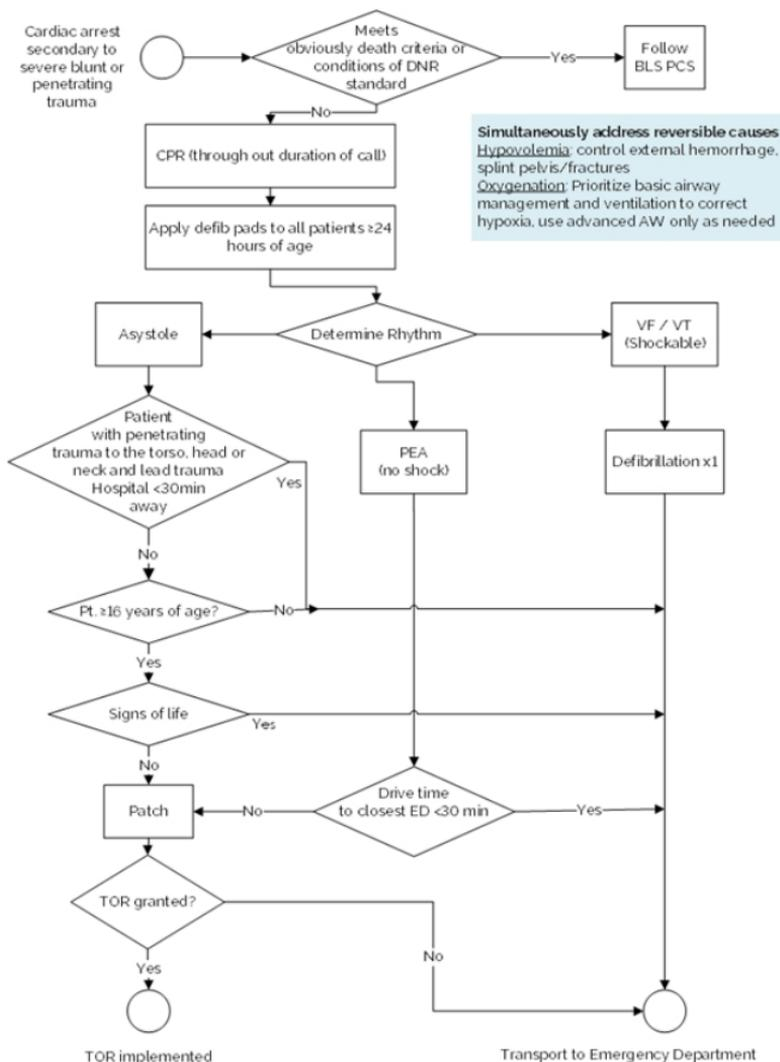 Cardiac arrest
secondary to
severe blunt or
penetrating
trauma
Meets
obviously death criteria or
conditions of DNR
standard
Yes
Follow
BLS PCS
No
CPR (through out duration of call)
Simultaneously address reversible causes
Hypovolemia: control external hemorrhage,
splint pelvis/fractures
Oxygenation: Prioritize basic airway
management and ventilation to correct
hypoxia, use advanced AW only as needed
Apply defib pads to all patients ≥24
hours of age
Asystole
Determine Rhythm
VF / VT
(Shockable)
Patient
with penetrating
trauma to the torso, head or
neck and lead trauma
Hospital <30min
away
Yes
PEA
(no shock)
Defibrillation x1
No
Pt. ≥16 years of age?
No
Yes
Signs of life
Yes
No
Patch
No
Drive time
to closest ED <30 min
Yes
TOR granted?
No
Yes
TOR implemented
Transport to Emergency Department